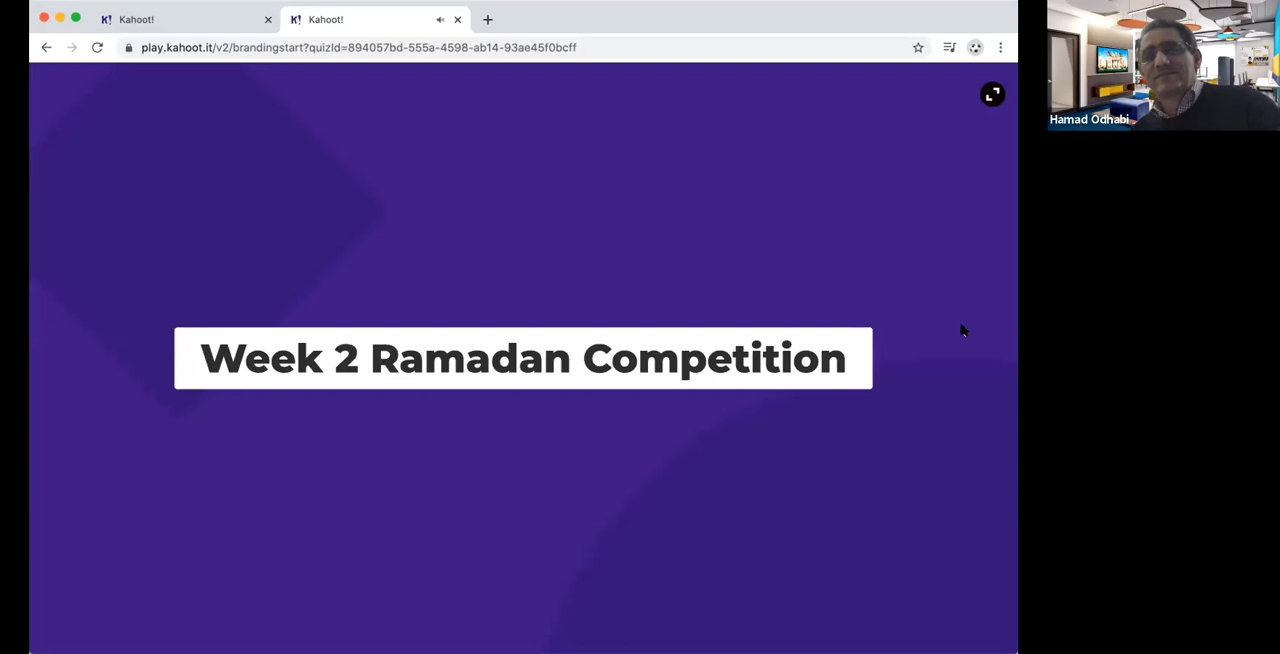 K! Kahoot!
K! Kahoot!
play.kahoot.it/v2/brandingstart?quizId=894057bd-555a-4598-ab14-93ae45f0bcff
Hamad Odhabi
Week 2 Ramadan Competition